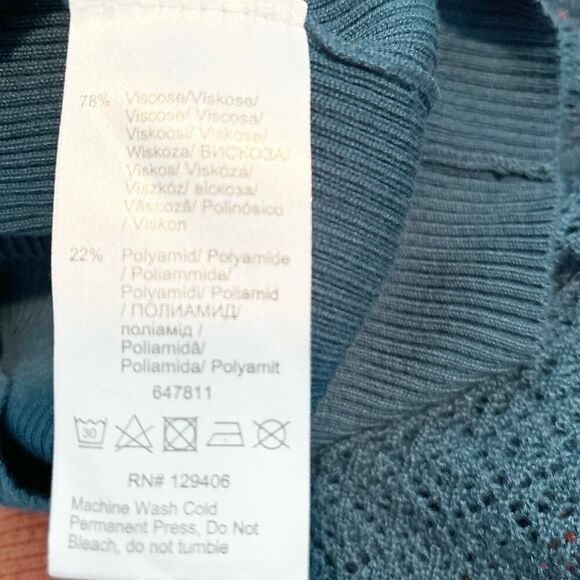 78% Viscose/Viskose/
Viscose/ Viscosa/
Viskoosi/ Viskose/
Wiskoza/ ВИСКОЗА/
Viskos/ Viskóza/
Viszkóz/ віскоза/
Vâscoză/ Polinósico
/ Viskon
22% Polyamid/ Polyamide
/ Poliammide/
Polyamidi/ Poliamid
/ ПОЛИАМИД/
поліамід /
Poliamidă/
Poliamida/ Polyamit
647811
30
RN# 129406
Machine Wash Cold
Permanent Press, Do Not
Bleach, do not tumble